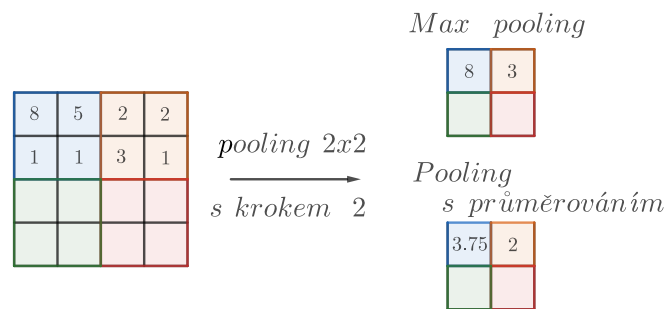 Max pooling
8 3
8 5 2 2
1 1 3 1
pooling 2x2
s krokem 2
Pooling
s průměrováním
3.75 2